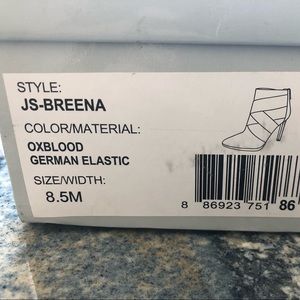 STYLE:
JS-BREENA
COLOR/MATERIAL:
OXBLOOD
GERMAN ELASTIC
SIZE/WIDTH:
8.5M
8 86923 751 86